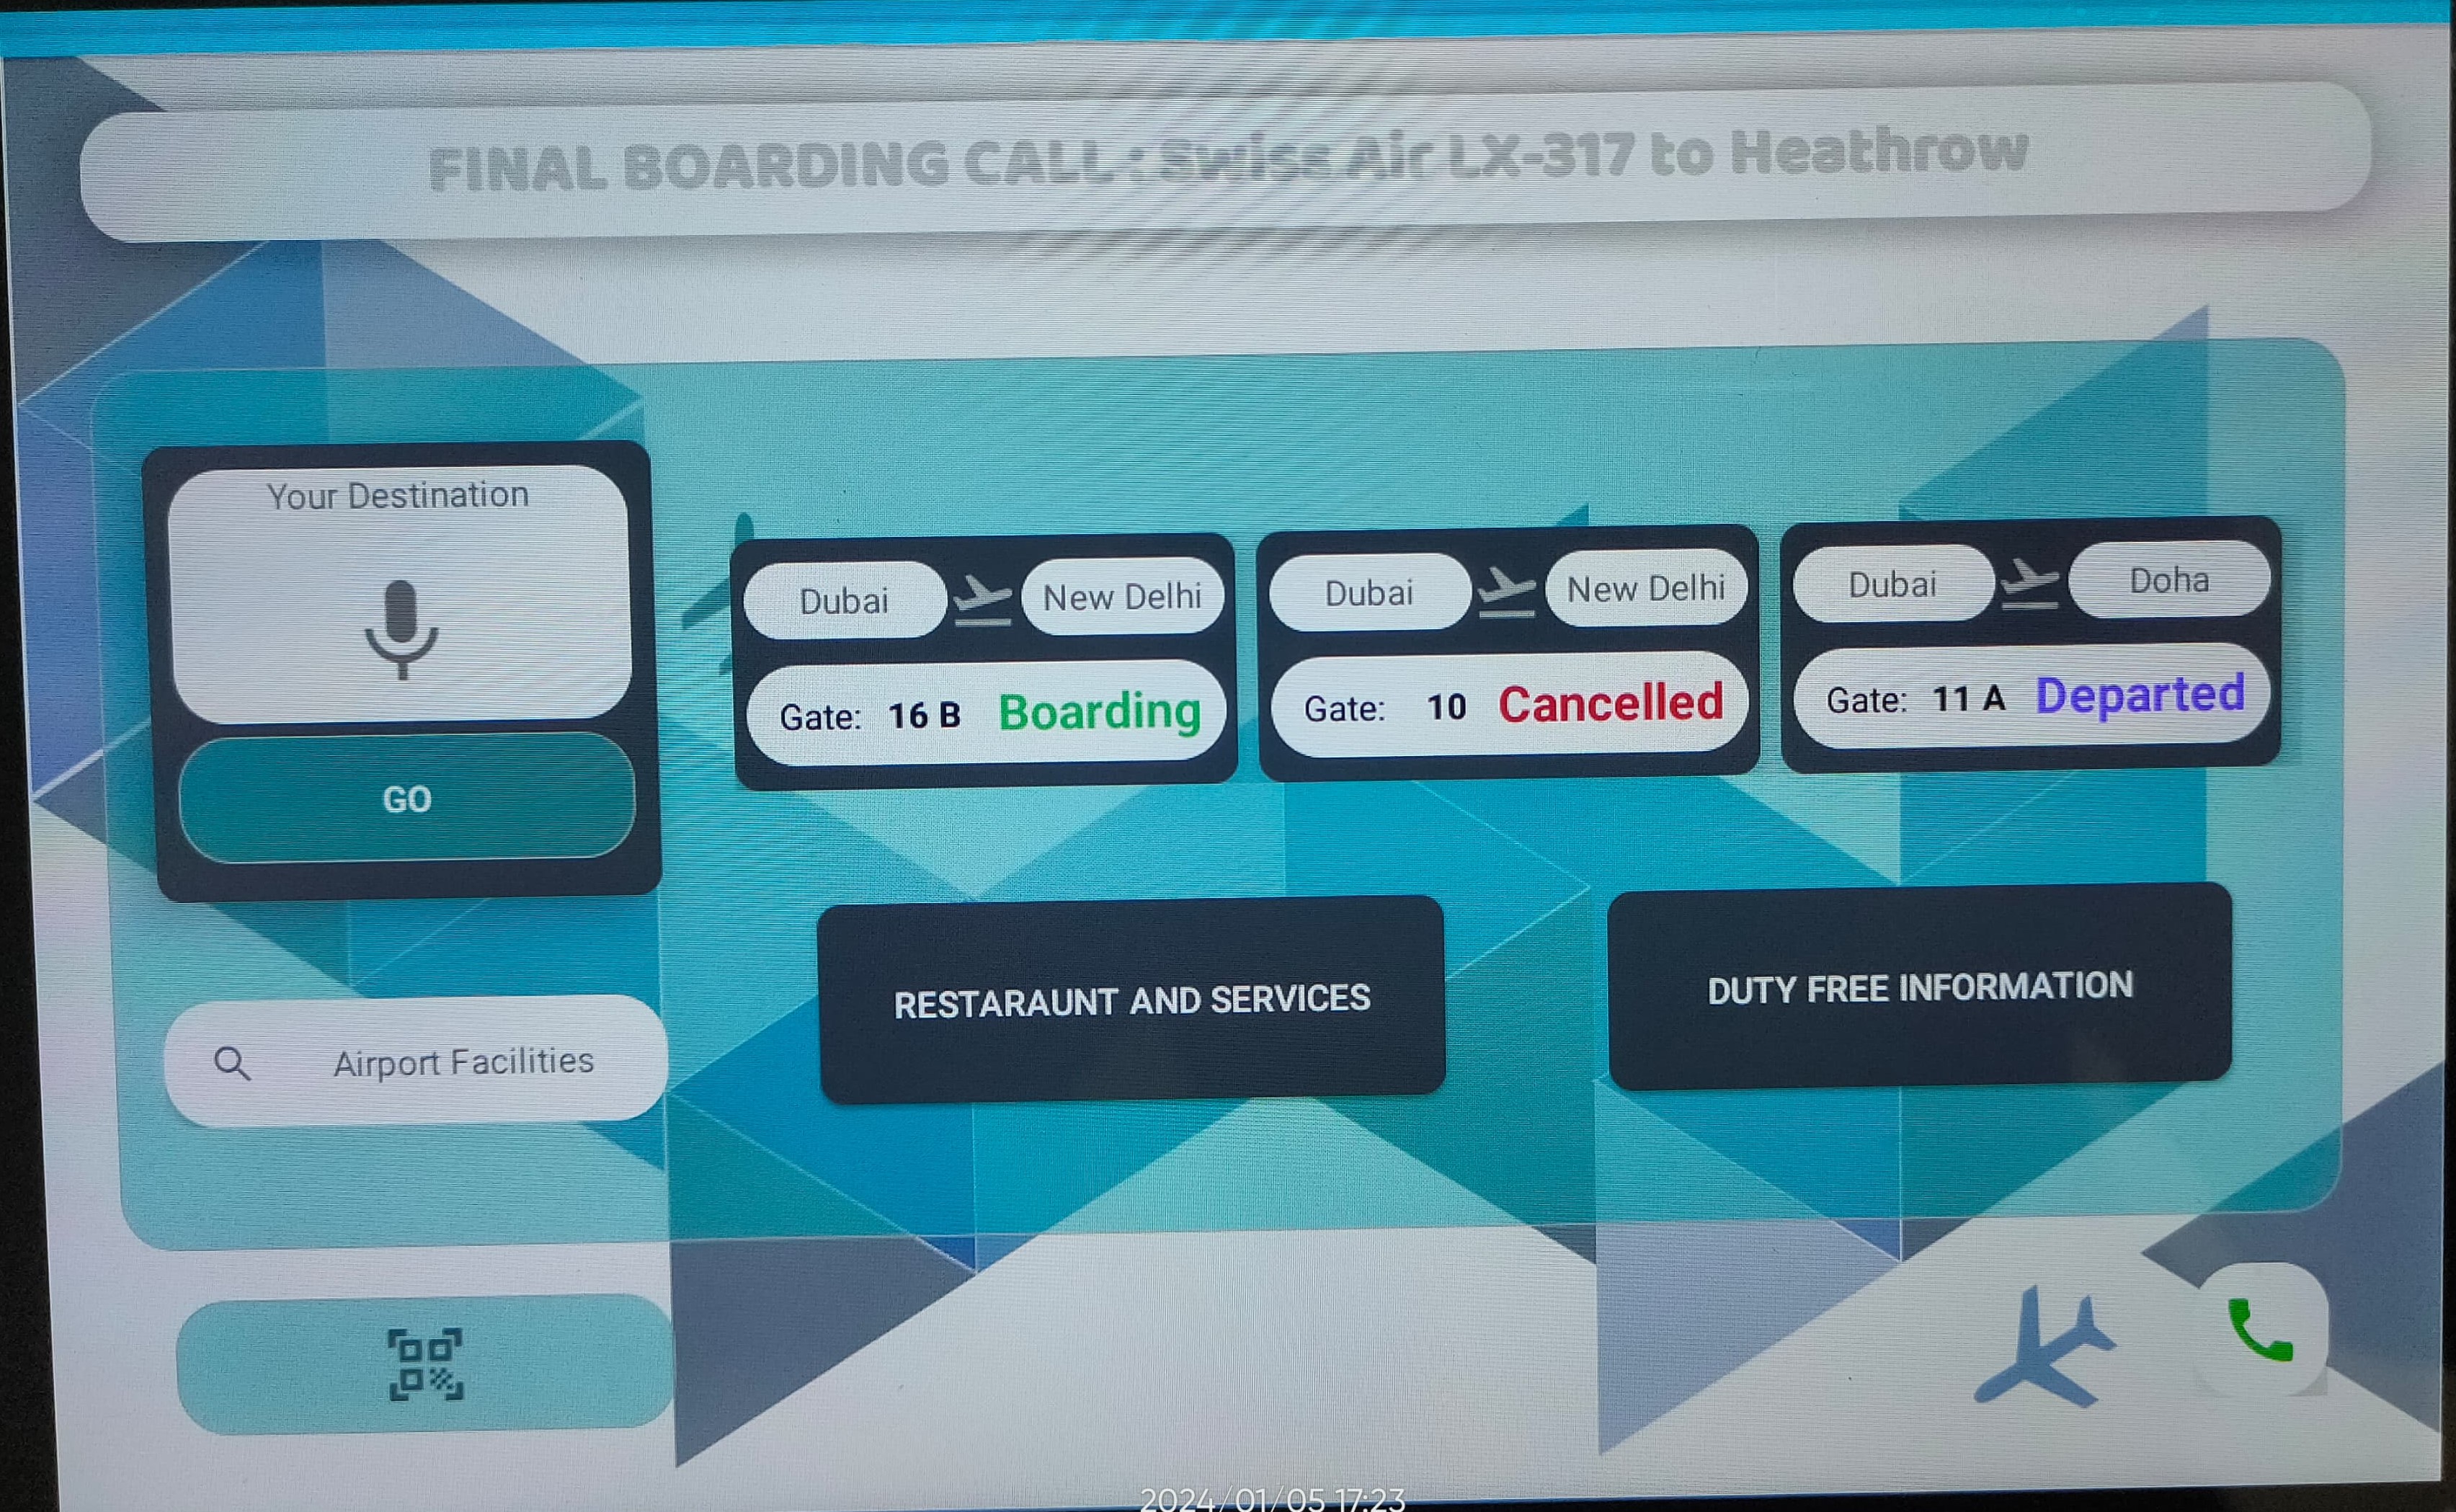 FINAL BOARDING CALL : Swiss Air LX-317 to Heathrow
Your Destination
GO
Dubai New Delhi
Gate: 16 B Boarding
Dubai New Delhi
Gate: 10 Cancelled
Dubai Doha
Gate: 11 A Departed
RESTARAUNT AND SERVICES
DUTY FREE INFORMATION
Airport Facilities
2024/01/05 17:23